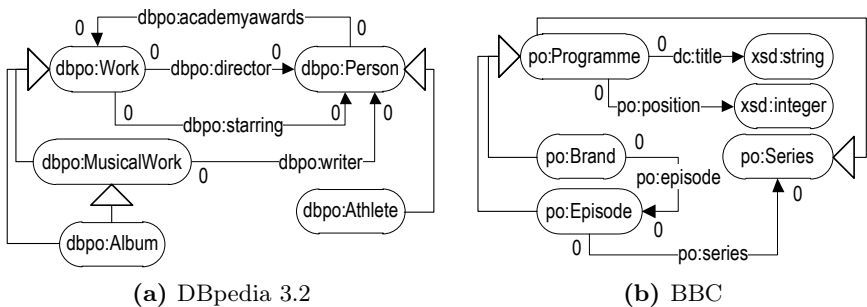 0 dbpo:academyawards 0
dbpo:Work 0 dbpo:director 0 dbpo:Person
0 dbpo:starring 0 0
dbpo:MusicalWork 0 dbpo:writer
dbpo:Athlete
dbpo:Album
(a) DBpedia 3.2
po:Programme 0 dc:title xsd:string
0 po:position xsd:integer
po:Brand 0 po:Series
po:episode 0
po:Episode 0
0 po:series
(b) BBC